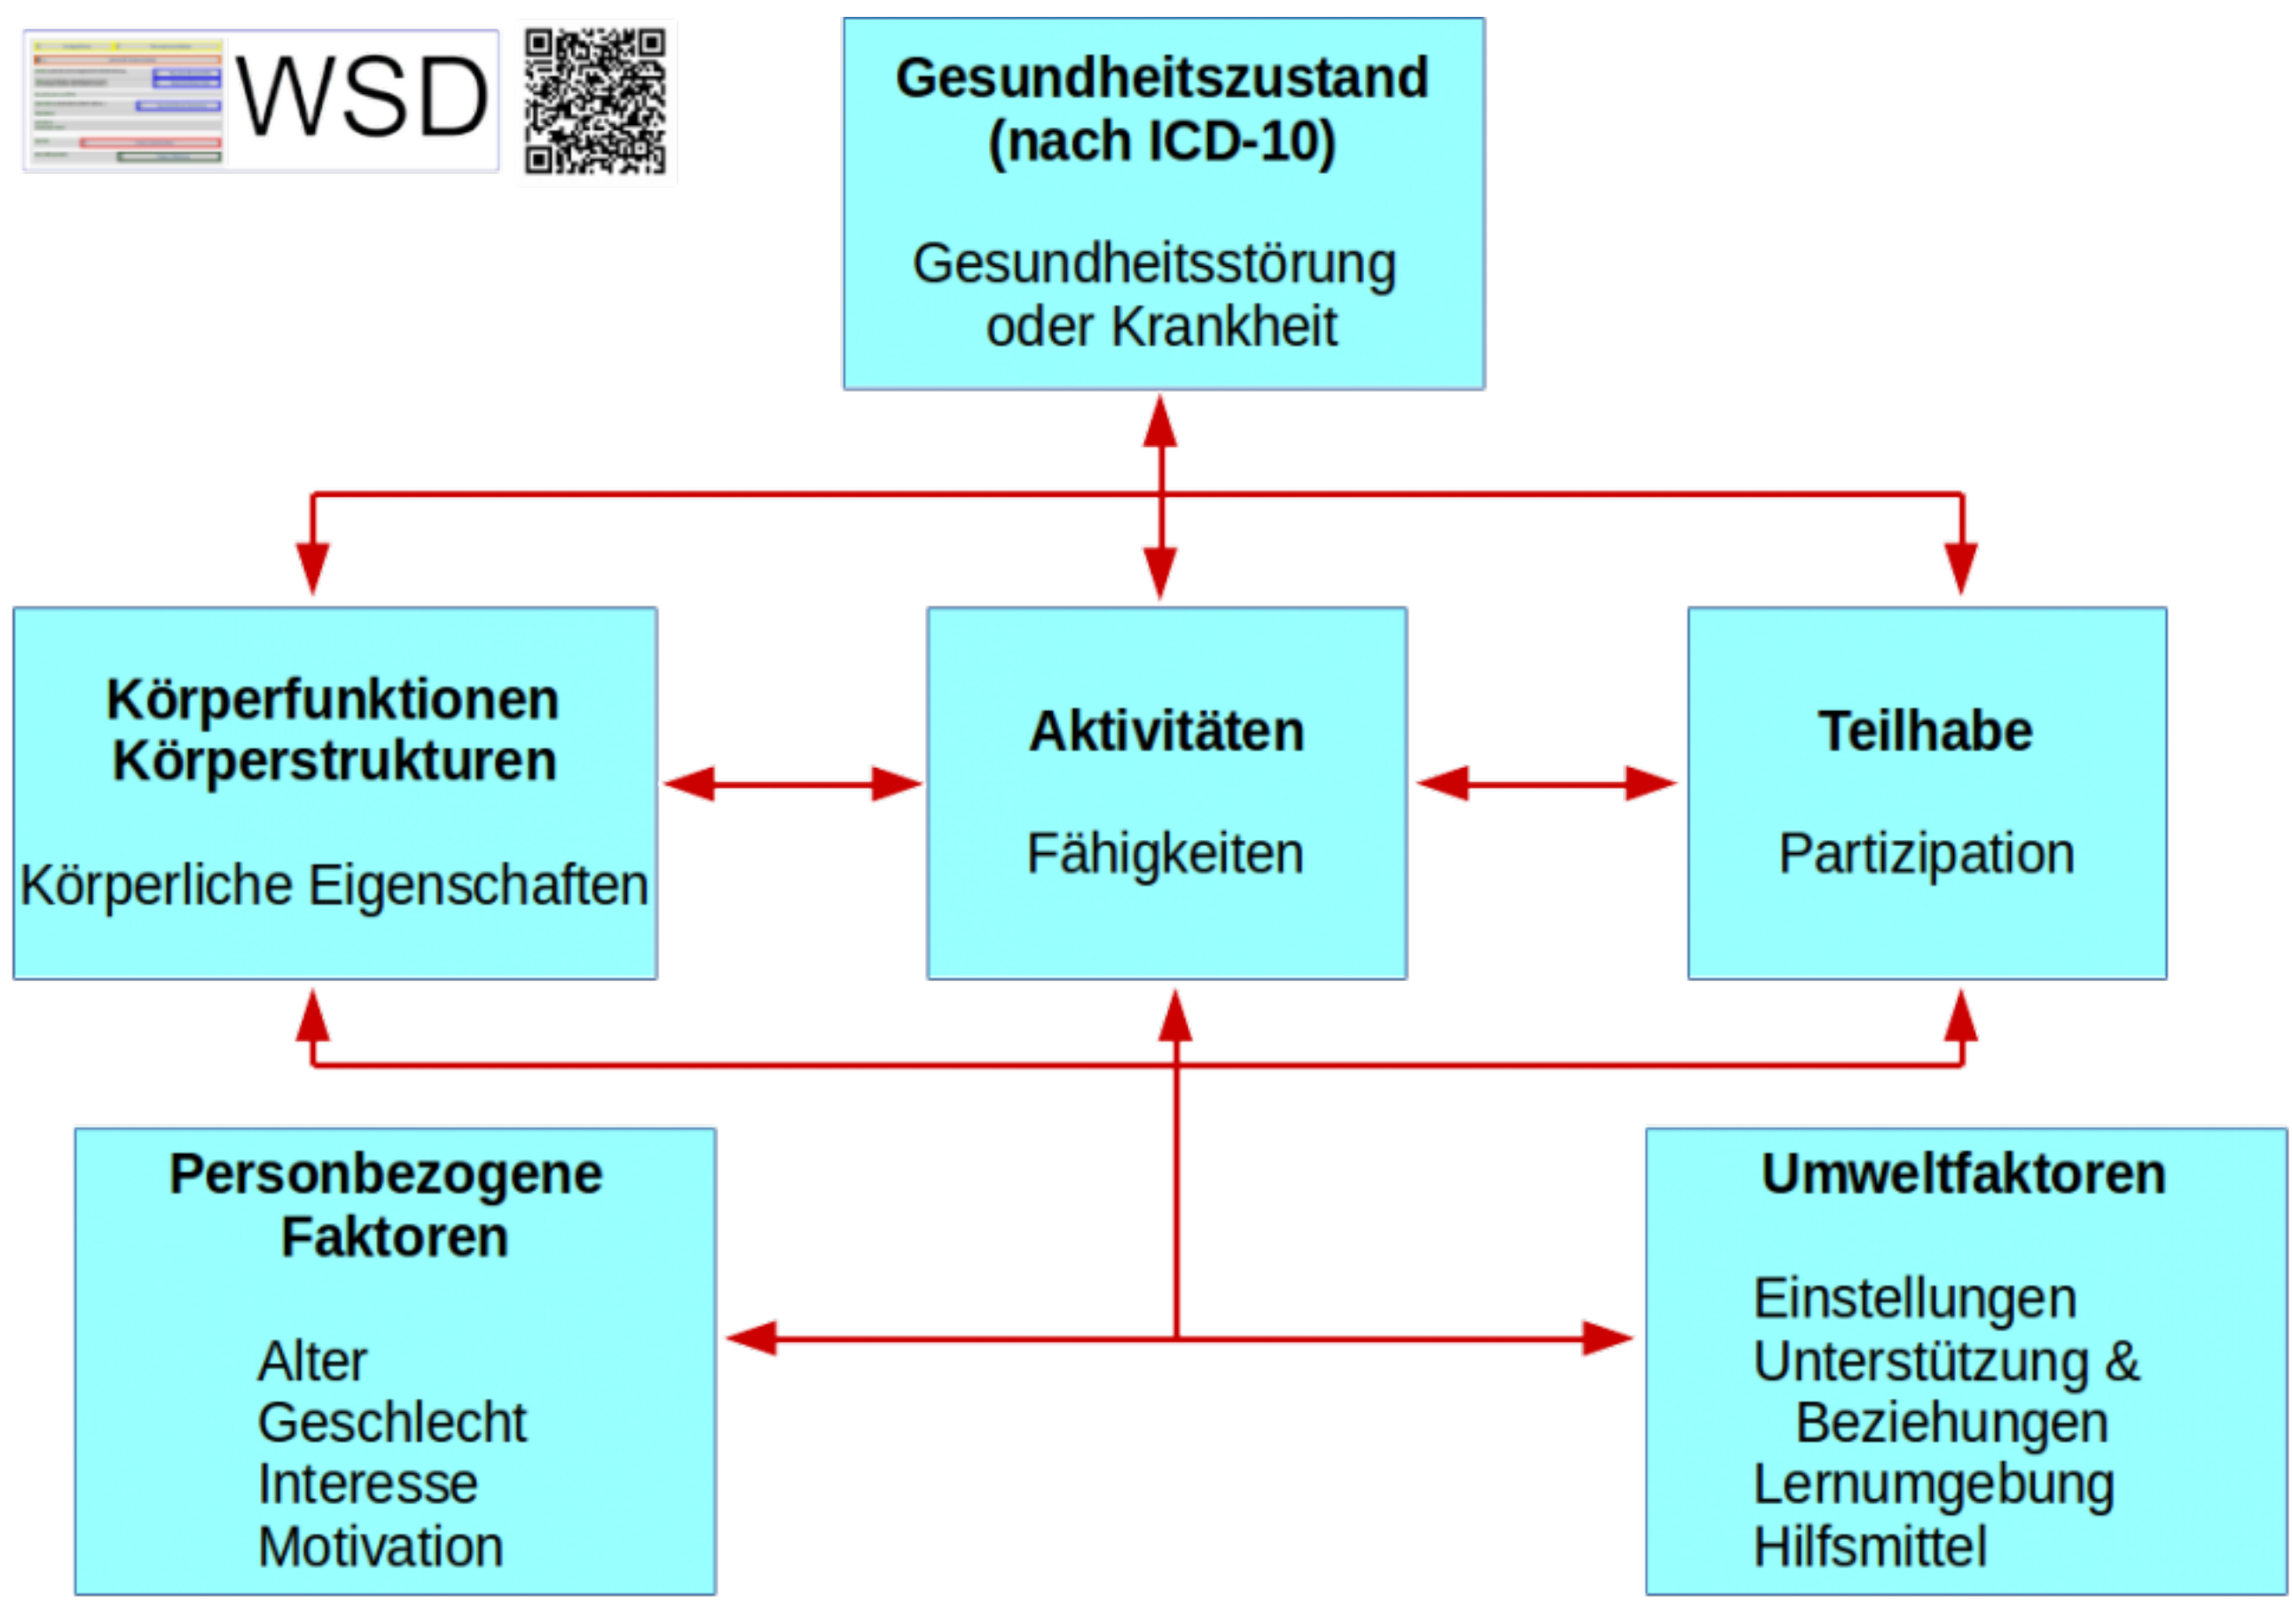 WSD
Gesundheitszustand
(nach ICD-10)
Gesundheitsstörung
oder Krankheit
Körperfunktionen
Körperstrukturen
Körperliche Eigenschaften
Aktivitäten
Fähigkeiten
Teilhabe
Partizipation
Personbezogene
Faktoren
Alter
Geschlecht
Interesse
Motivation
Umweltfaktoren
Einstellungen
Unterstützung &
Beziehungen
Lernumgebung
Hilfsmittel